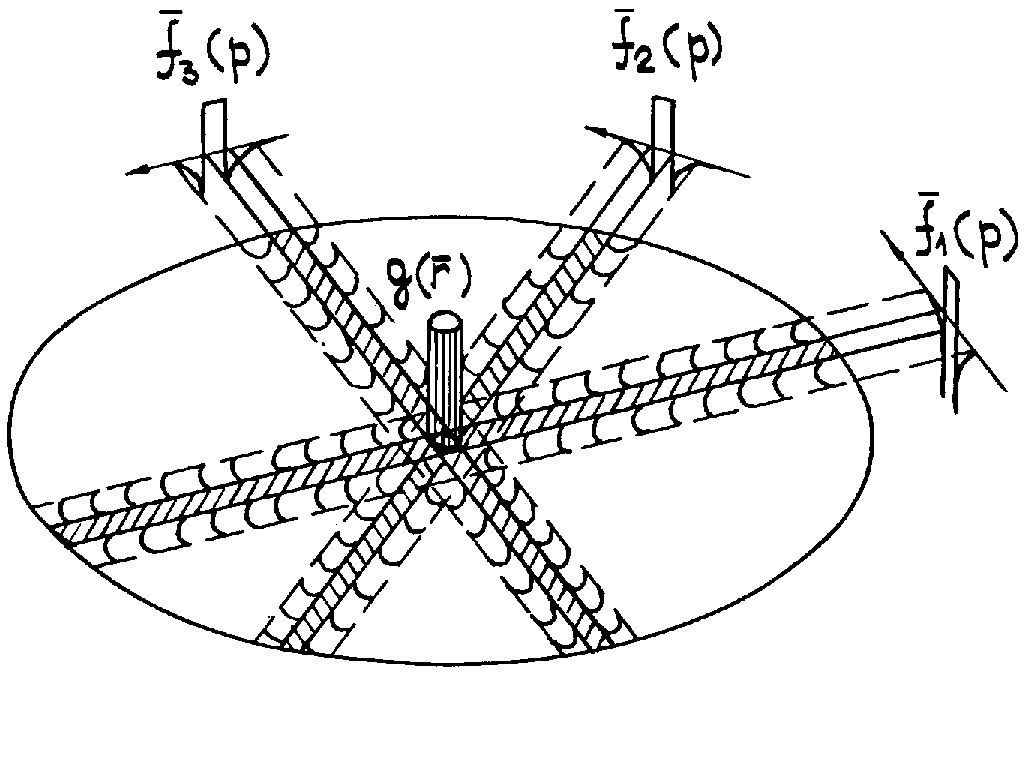 f̄₃(p)
f̄₂(p)
f̄₁(p)
g(r̄)